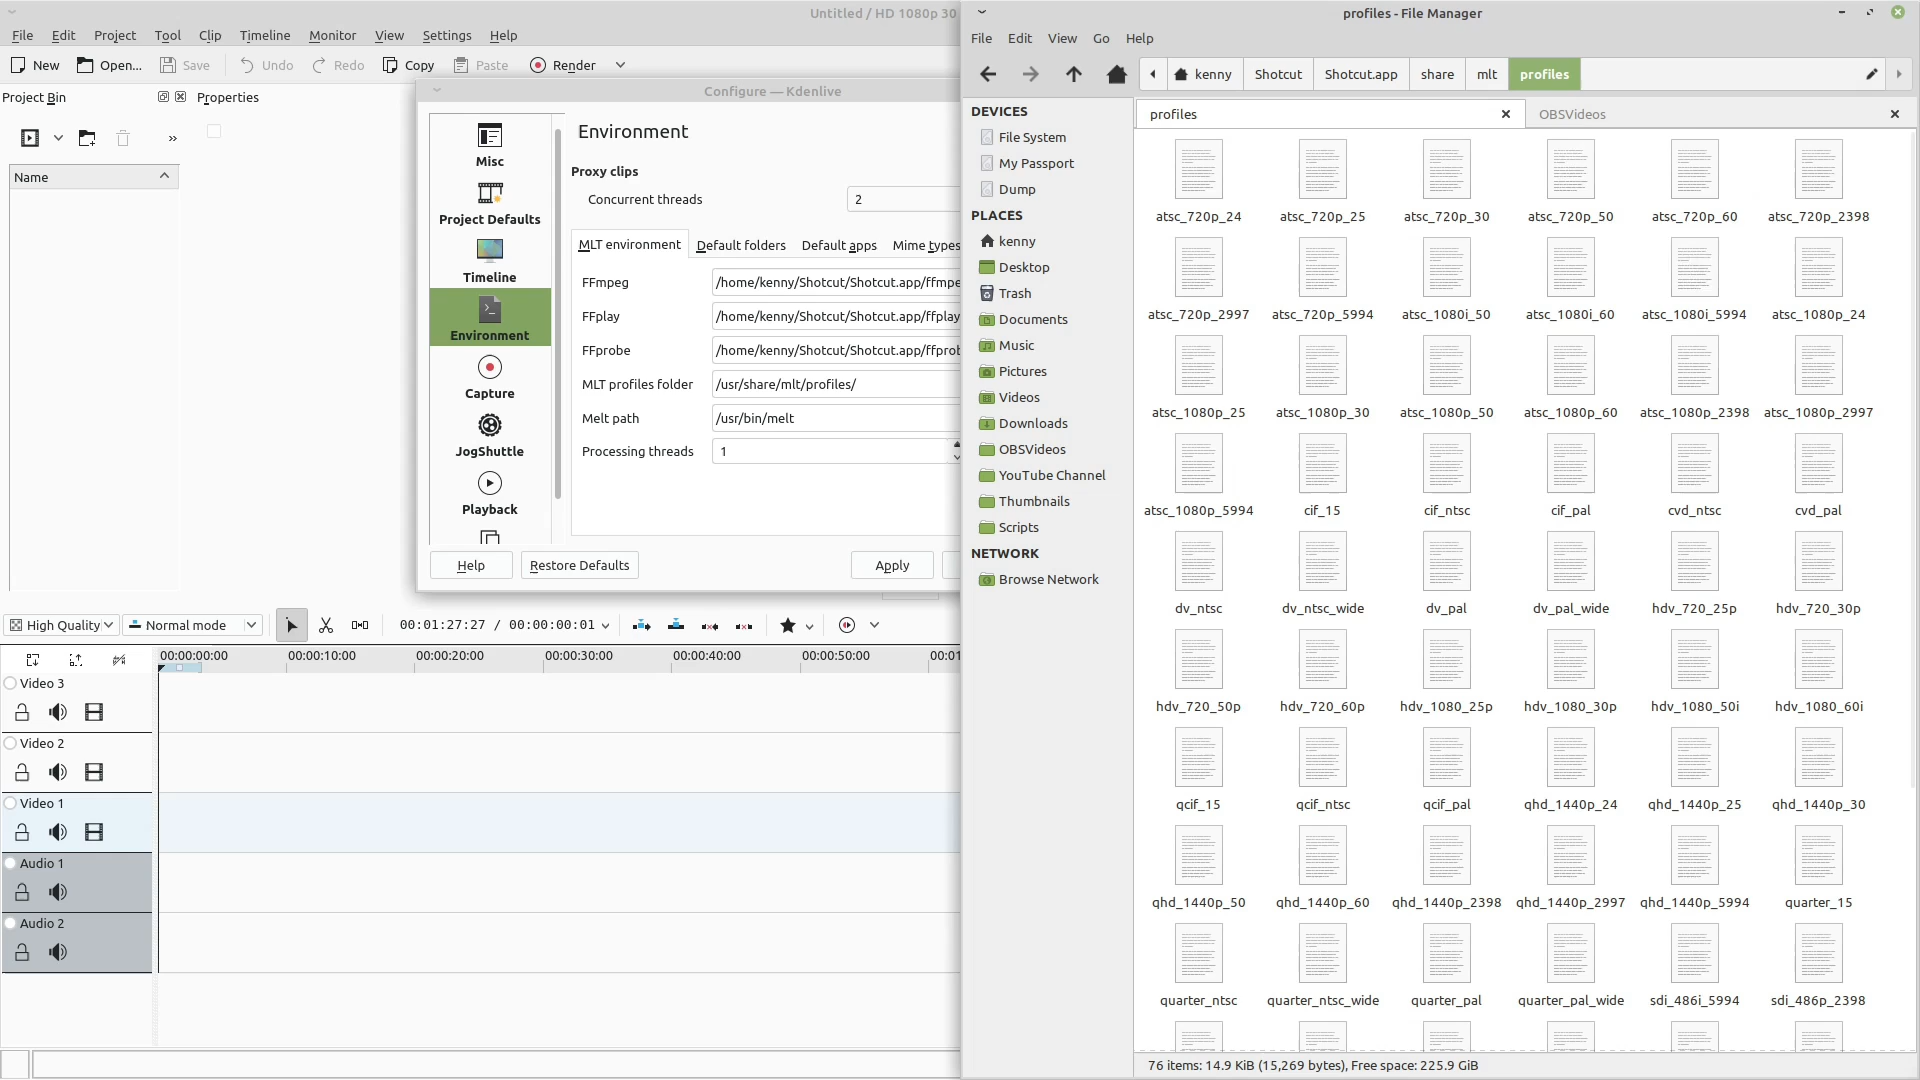 Untitled / HD 1080p 30
File Edit Project Tool Clip Timeline Monitor View Settings Help
New Open... Save Undo Redo Copy Paste Render
Project Bin
Properties
Name
Configure — Kdenlive
Misc
Project Defaults
Timeline
Environment
Capture
JogShuttle
Playback
Environment
Proxy clips
Concurrent threads 2
MLT environment Default folders Default apps Mime types
FFmpeg /home/kenny/Shotcut/Shotcut.app/ffmpe
FFplay /home/kenny/Shotcut/Shotcut.app/ffplay
FFprobe /home/kenny/Shotcut/Shotcut.app/ffprob
MLT profiles folder /usr/share/mlt/profiles/
Melt path /usr/bin/melt
Processing threads 1
Help Restore Defaults Apply
High Quality Normal mode 00:01:27:27 / 00:00:00:01
00:00:00:00 00:00:10:00 00:00:20:00 00:00:30:00 00:00:40:00 00:00:50:00 00:01
Video 3
Video 2
Video 1
Audio 1
Audio 2
profiles - File Manager
File Edit View Go Help
kenny Shotcut Shotcut.app share mlt profiles
DEVICES
File System
My Passport
Dump
PLACES
kenny
Desktop
Trash
Documents
Music
Pictures
Videos
Downloads
OBSVideos
YouTube Channel
Thumbnails
Scripts
NETWORK
Browse Network
profiles OBSVideos
atsc_720p_24 atsc_720p_25 atsc_720p_30 atsc_720p_50 atsc_720p_60 atsc_720p_2398
atsc_720p_2997 atsc_720p_5994 atsc_1080i_50 atsc_1080i_60 atsc_1080i_5994 atsc_1080p_24
atsc_1080p_25 atsc_1080p_30 atsc_1080p_50 atsc_1080p_60 atsc_1080p_2398 atsc_1080p_2997
atsc_1080p_5994 cif_15 cif_ntsc cif_pal cvd_ntsc cvd_pal
dv_ntsc dv_ntsc_wide dv_pal dv_pal_wide hdv_720_25p hdv_720_30p
hdv_720_50p hdv_720_60p hdv_1080_25p hdv_1080_30p hdv_1080_50i hdv_1080_60i
qcif_15 qcif_ntsc qcif_pal qhd_1440p_24 qhd_1440p_25 qhd_1440p_30
qhd_1440p_50 qhd_1440p_60 qhd_1440p_2398 qhd_1440p_2997 qhd_1440p_5994 quarter_15
quarter_ntsc quarter_ntsc_wide quarter_pal quarter_pal_wide sdi_486i_5994 sdi_486p_2398
76 items: 14.9 KiB (15,269 bytes), Free space: 225.9 GiB